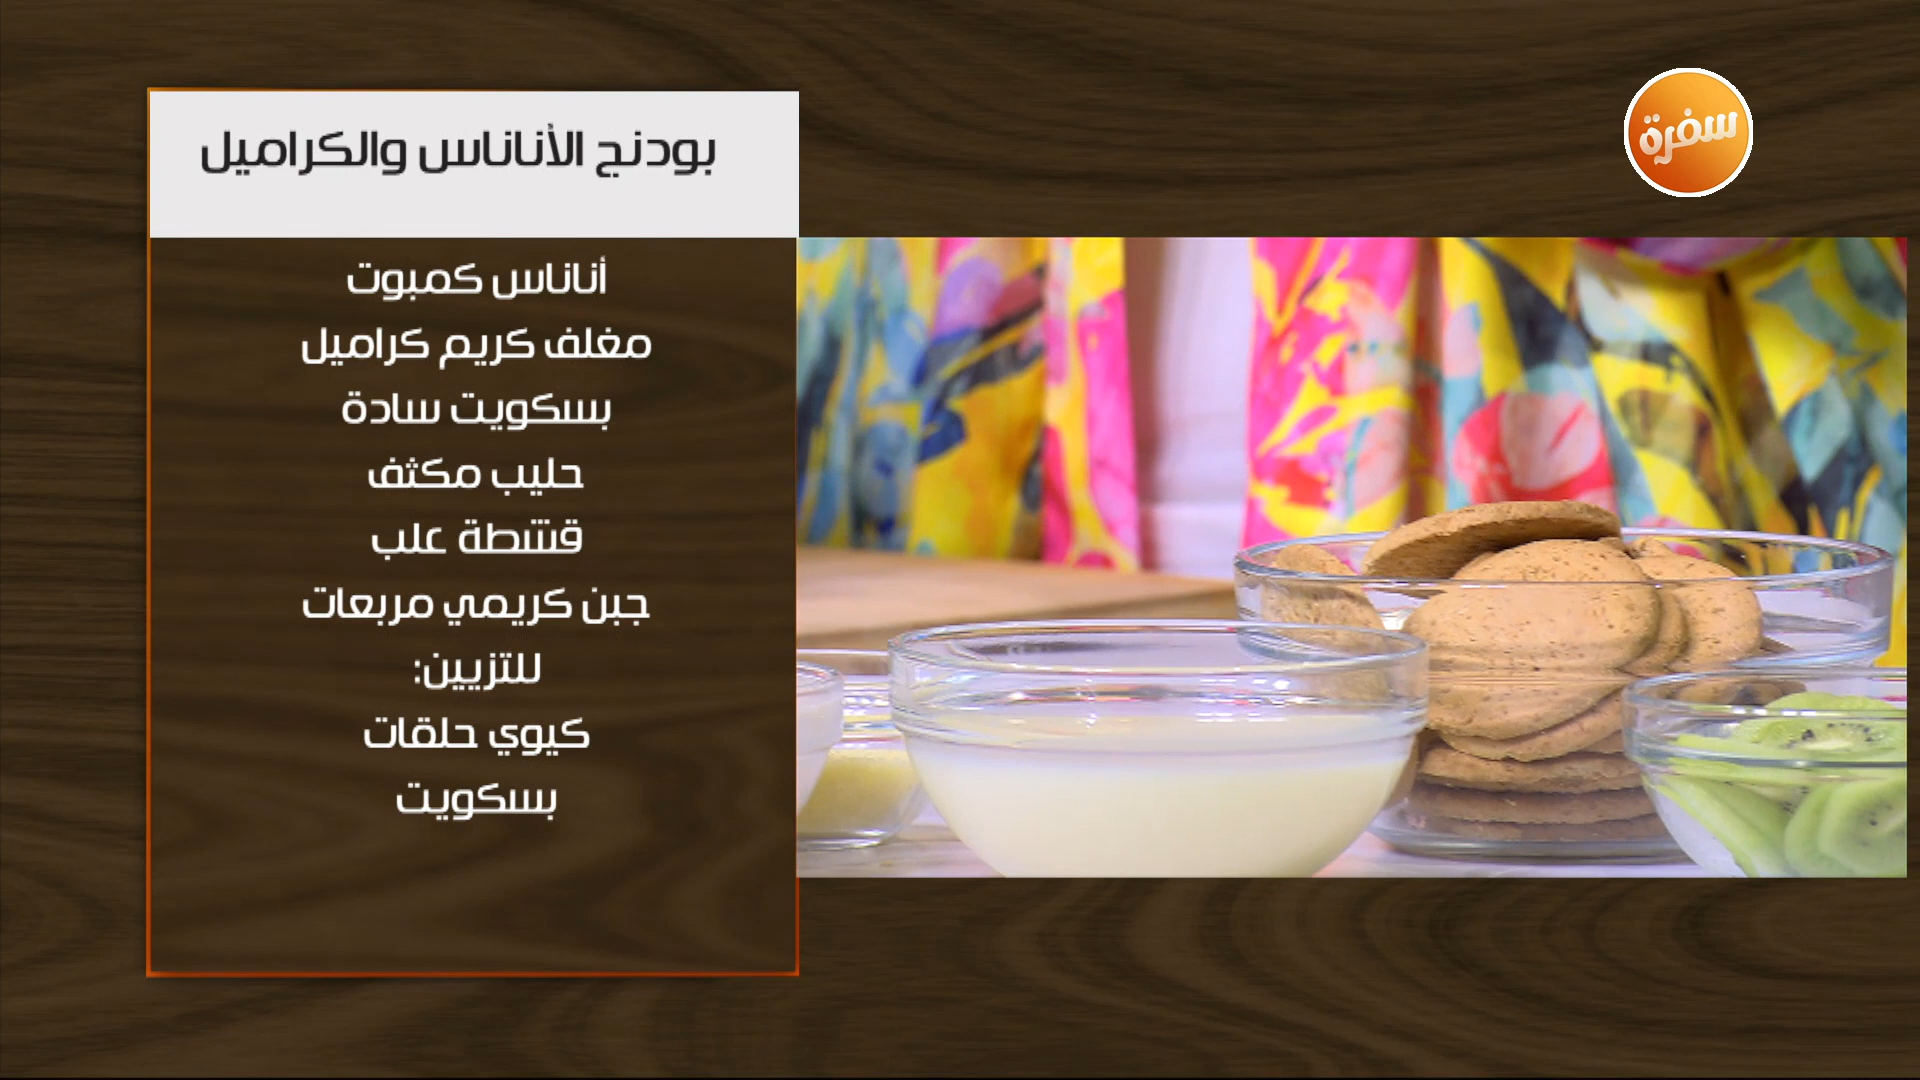 سفرة
بودنج الأناناس والكراميل
أناناس كمبوت
مغلف كريم كراميل
بسكويت سادة
حليب مكثف
قشطة علب
جبن كريمي مربعات
للتزيين:
كيوي حلقات
بسكويت